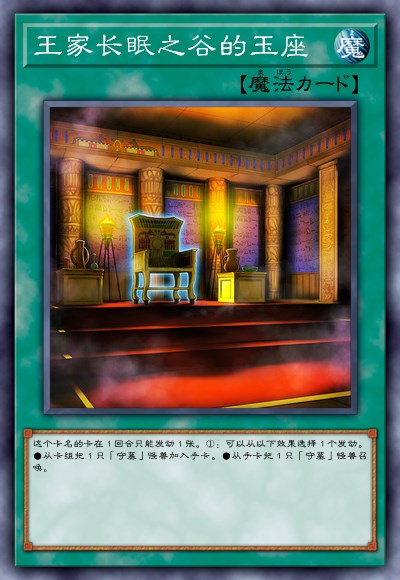 王家长眠之谷的玉座
魔
【魔法カード】
まほう
这个卡名的卡在1回合只能发动1张。①：可以从以下效果选择1个发动。
●从卡组把1只「守墓」怪兽加入手卡。●从手卡把1只「守墓」怪兽召
唤。